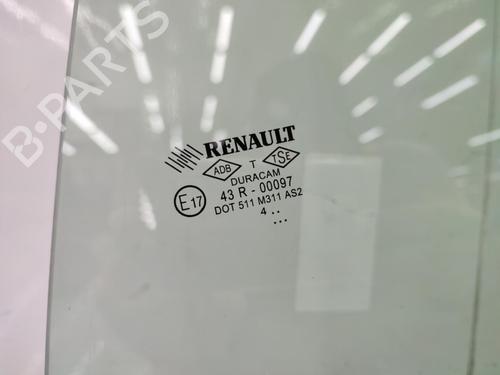 B-PARTS
RENAULT
ADB T TSE
DURACAM
E17 43 R - 00097
DOT 511 M311 AS2
4 ..
...